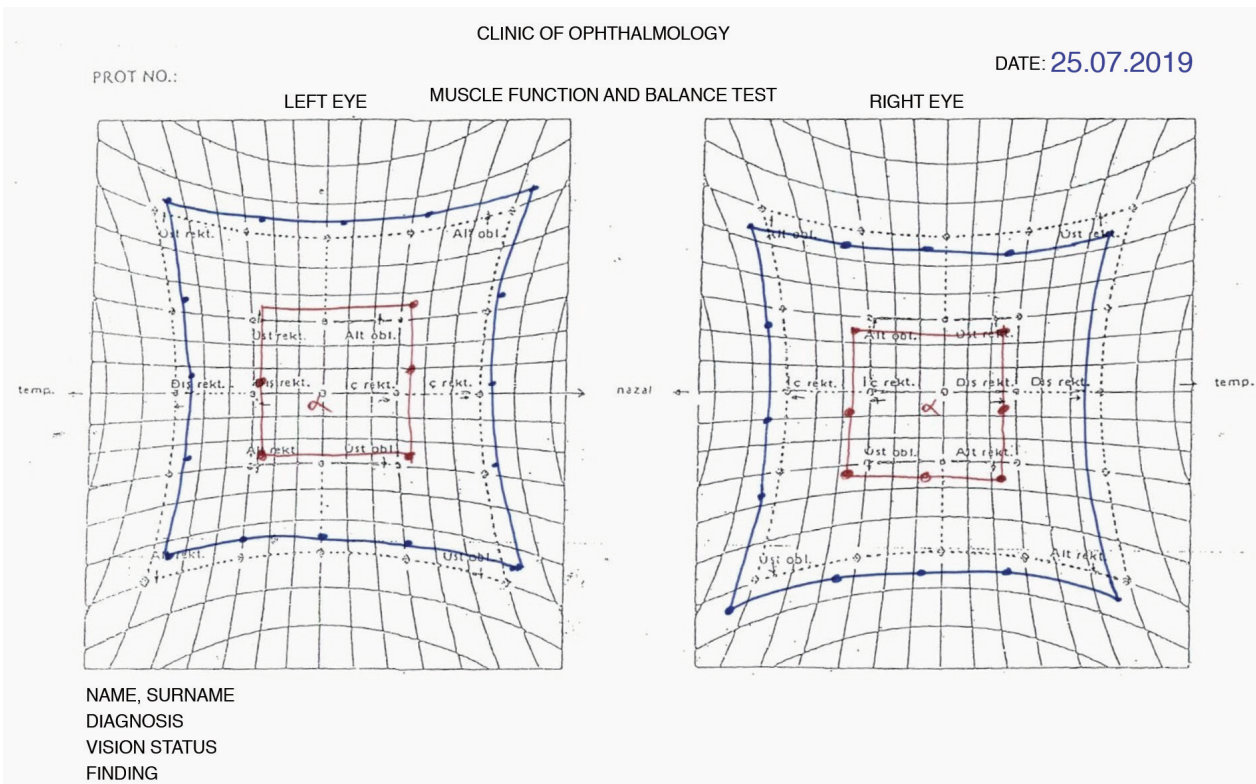 CLINIC OF OPHTHALMOLOGY
DATE: 25.07.2019
PROT NO.:
MUSCLE FUNCTION AND BALANCE TEST
LEFT EYE
RIGHT EYE
Üst rekt. Alt obl.
Üst rekt. Alt obl.
temp. Dış rekt. Dış rekt. İç rekt. ç rekt. nazal
α
Alt rekt. Üst obl.
Alt rekt. Üst obl.
Alt obl. Üst rekt.
Alt obl. Üst rekt.
ç rekt. İç rekt. Dış rekt. Dış rekt. temp.
α
Üst obl. Alt rekt.
Üst obl. Alt rekt.
NAME, SURNAME
DIAGNOSIS
VISION STATUS
FINDING